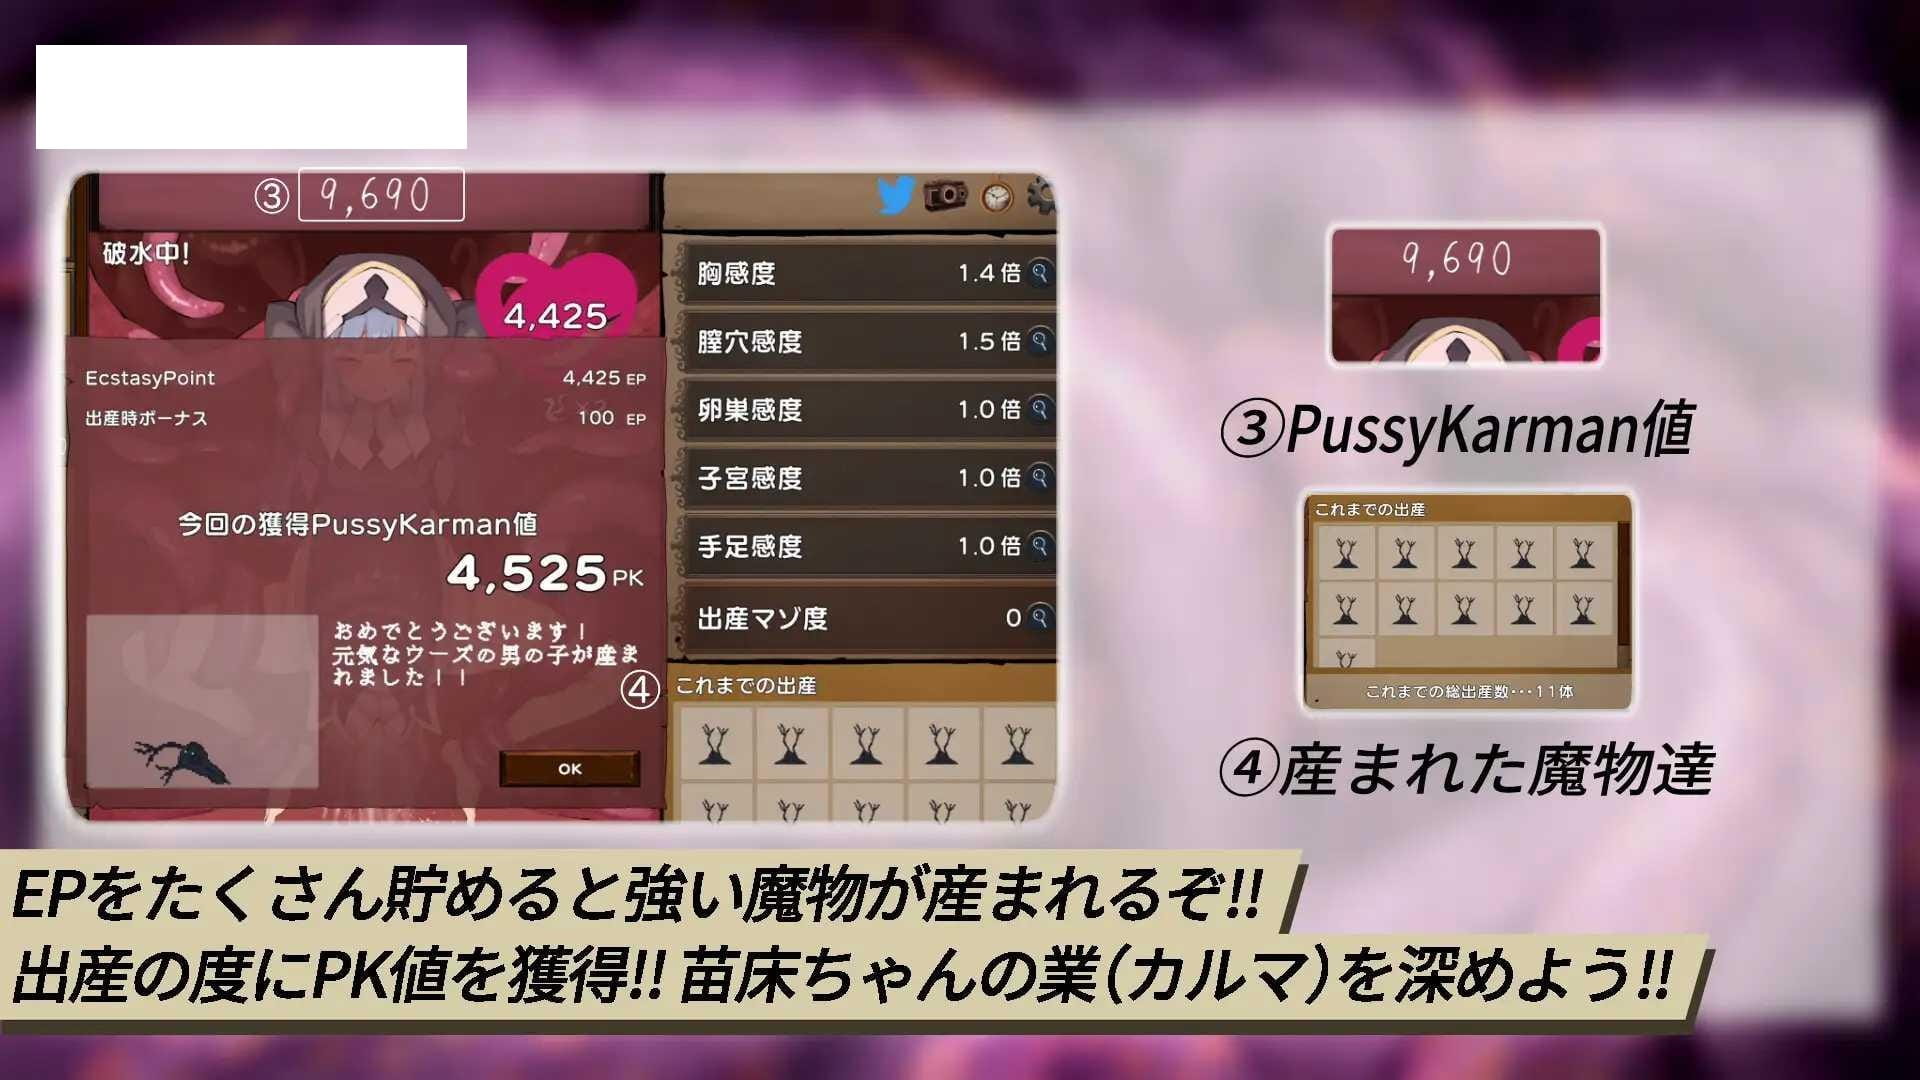 ③ 9,690
破水中!
4,425
EcstasyPoint 4,425 EP
出産時ボーナス 100 EP
今回の獲得PussyKarman値
4,525 PK
おめでとうございます！
元気なウーズの男の子が産ま
れました！！
OK
胸感度 1.4 倍
膣穴感度 1.5 倍
卵巣感度 1.0 倍
子宮感度 1.0 倍
手足感度 1.0 倍
出産マゾ度 0
④ これまでの出産
9,690
③PussyKarman値
これまでの出産
これまでの総出産数･･･11体
④産まれた魔物達
EPをたくさん貯めると強い魔物が産まれるぞ!!
出産の度にPK値を獲得!! 苗床ちゃんの業(カルマ)を深めよう!!